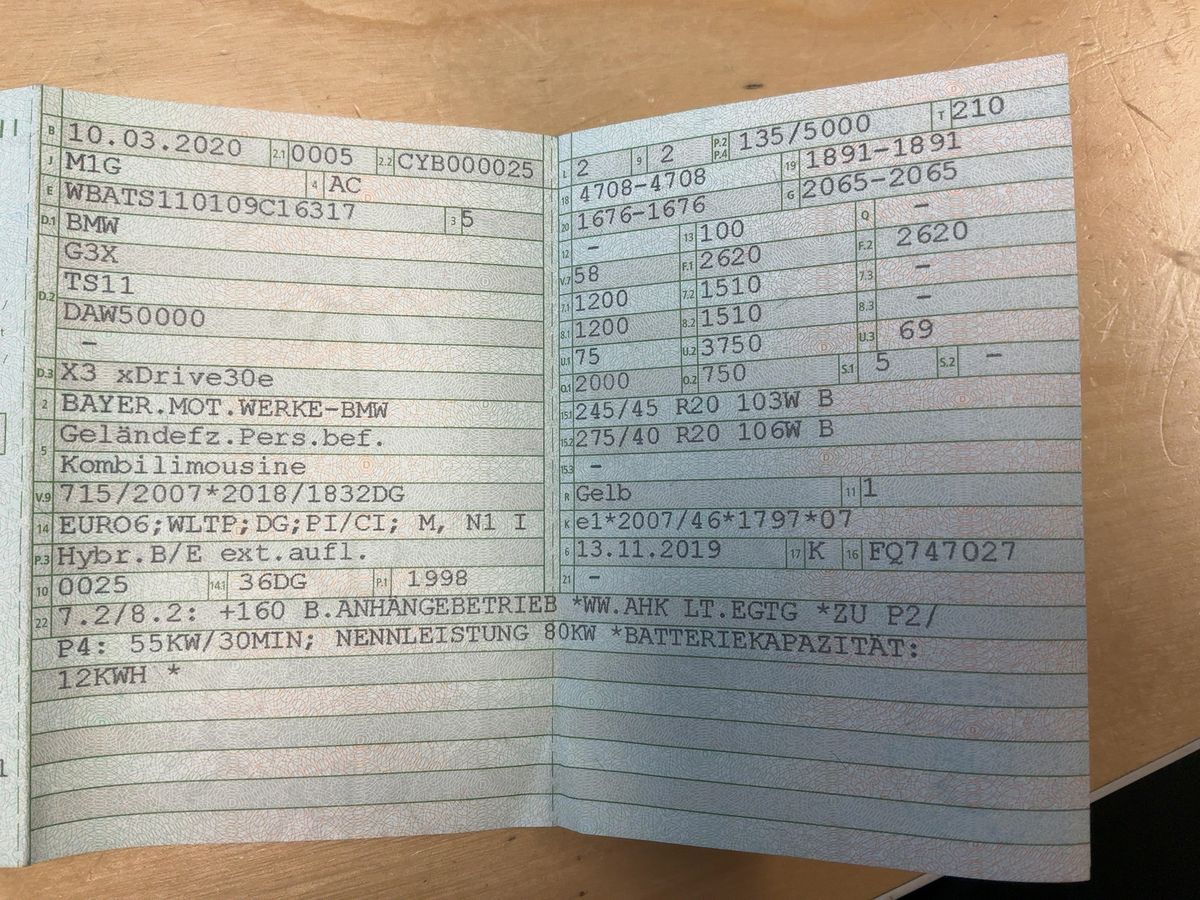 B 10.03.2020 2.1 0005 2.2 CYB000025
J M1G 4 AC
E WBATS110109C16317 3 5
D.1 BMW
G3X
D.2 TS11
DAW50000
–
D.3 X3 xDrive30e
2 BAYER.MOT.WERKE-BMW
5 Geländefz.Pers.bef.
Kombilimousine
V.9 715/2007*2018/1832DG
14 EURO6;WLTP;DG;PI/CI; M, N1 I
P.3 Hybr.B/E ext.aufl.
10 0025 14.1 36DG P.1 1998
L 2 9 2 P.2 P.4 135/5000 T 210
18 4708-4708 19 1891-1891
20 1676-1676 G 2065-2065
12 – 13 100 Q –
V.7 58 F.1 2620 F.2 2620
7.1 1200 7.2 1510 7.3 –
8.1 1200 8.2 1510 8.3 –
U.1 75 U.2 3750 U.3 69
O.1 2000 O.2 750 S.1 5 S.2 –
15.1 245/45 R20 103W B
15.2 275/40 R20 106W B
15.3 –
R Gelb 11 1
K e1*2007/46*1797*07
6 13.11.2019 17 K 16 FQ747027
21 –
22 7.2/8.2: +160 B.ANHÄNGEBETRIEB *WW.AHK LT.EGTG *ZU P2/
P4: 55KW/30MIN; NENNLEISTUNG 80KW *BATTERIEKAPAZITÄT:
12KWH *